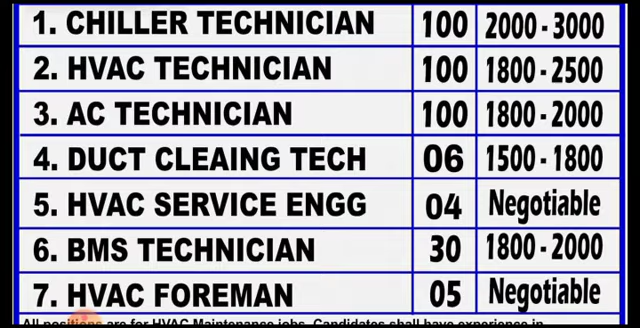 1. CHILLER TECHNICIAN 100 2000-3000
2. HVAC TECHNICIAN 100 1800-2500
3. AC TECHNICIAN 100 1800-2000
4. DUCT CLEAING TECH 06 1500-1800
5. HVAC SERVICE ENGG 04 Negotiable
6. BMS TECHNICIAN 30 1800-2000
7. HVAC FOREMAN 05 Negotiable
All positions are for HVAC Maintenance jobs. Candidates shall have experience in